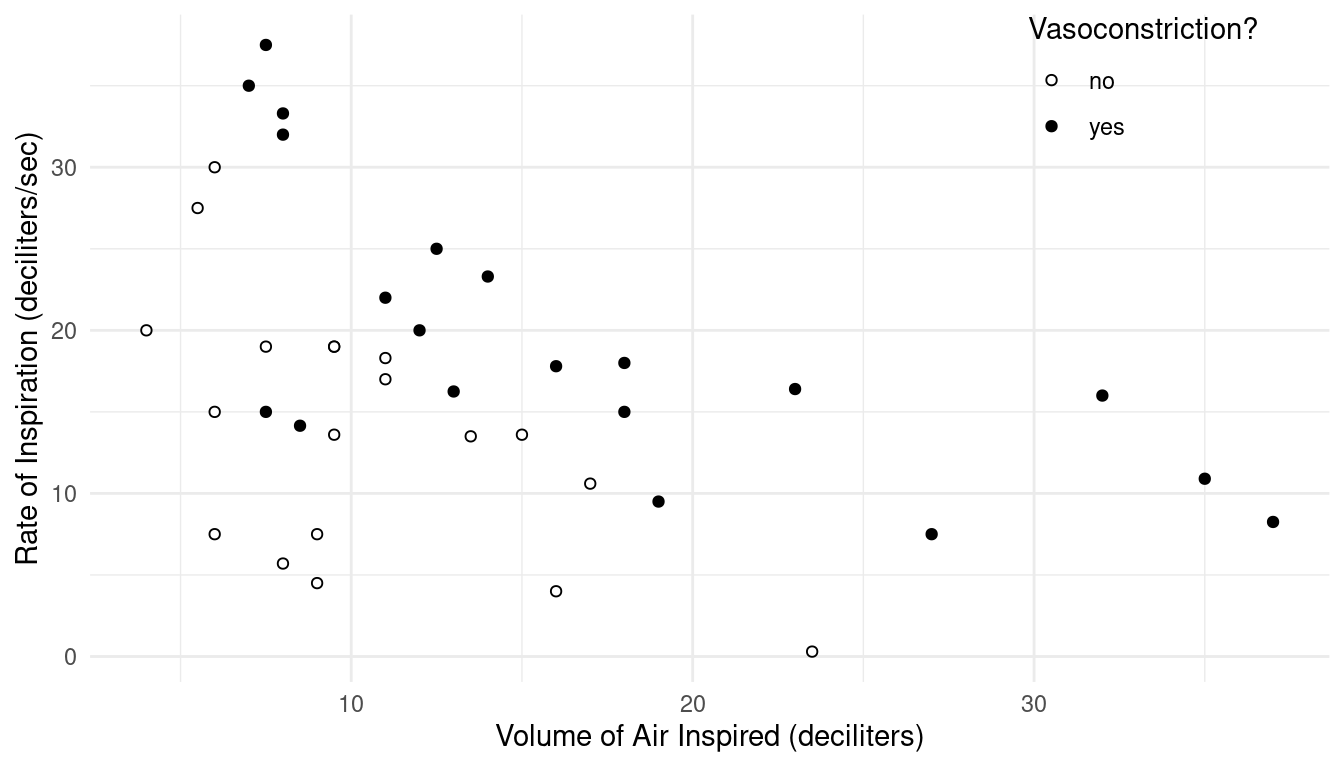 Vasoconstriction?
no
yes
Rate of Inspiration (deciliters/sec)
30
20
10
0
10 20 30
Volume of Air Inspired (deciliters)